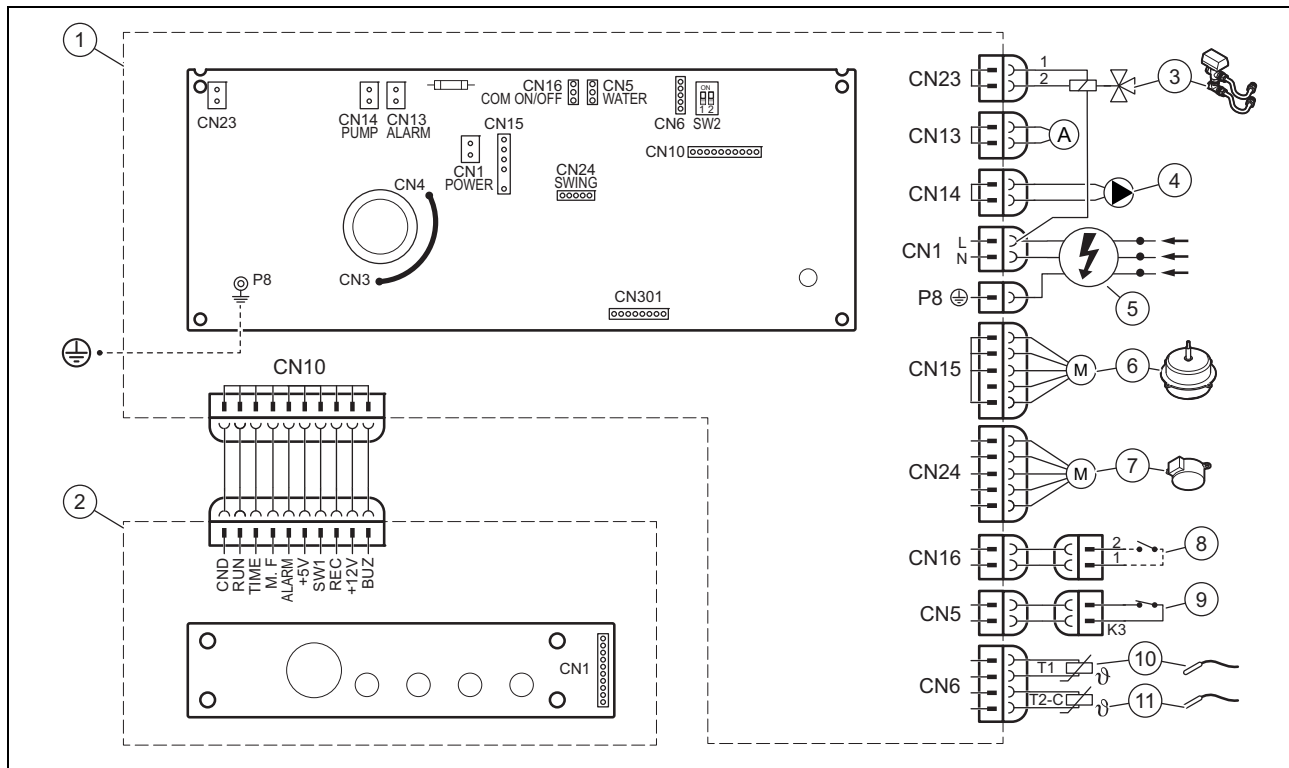 1
CN23
CN14
PUMP
CN13
ALARM
CN16
COM ON/OFF
CN5
WATER
CN6
ON
1 2
SW2
CN15
CN1
POWER
CN10
CN24
SWING
CN4
CN3
P8
CN301
CN10
2
CND
RUN
TIME
M. F
ALARM
+5V
SW1
REC
+12V
BUZ
CN1
CN23
1
2
3
CN13
A
CN14
4
CN1
L
N
5
P8
CN15
M
6
CN24
M
7
CN16
2
1
8
CN5
K3
9
CN6
T1
ϑ
10
T2-C
ϑ
11